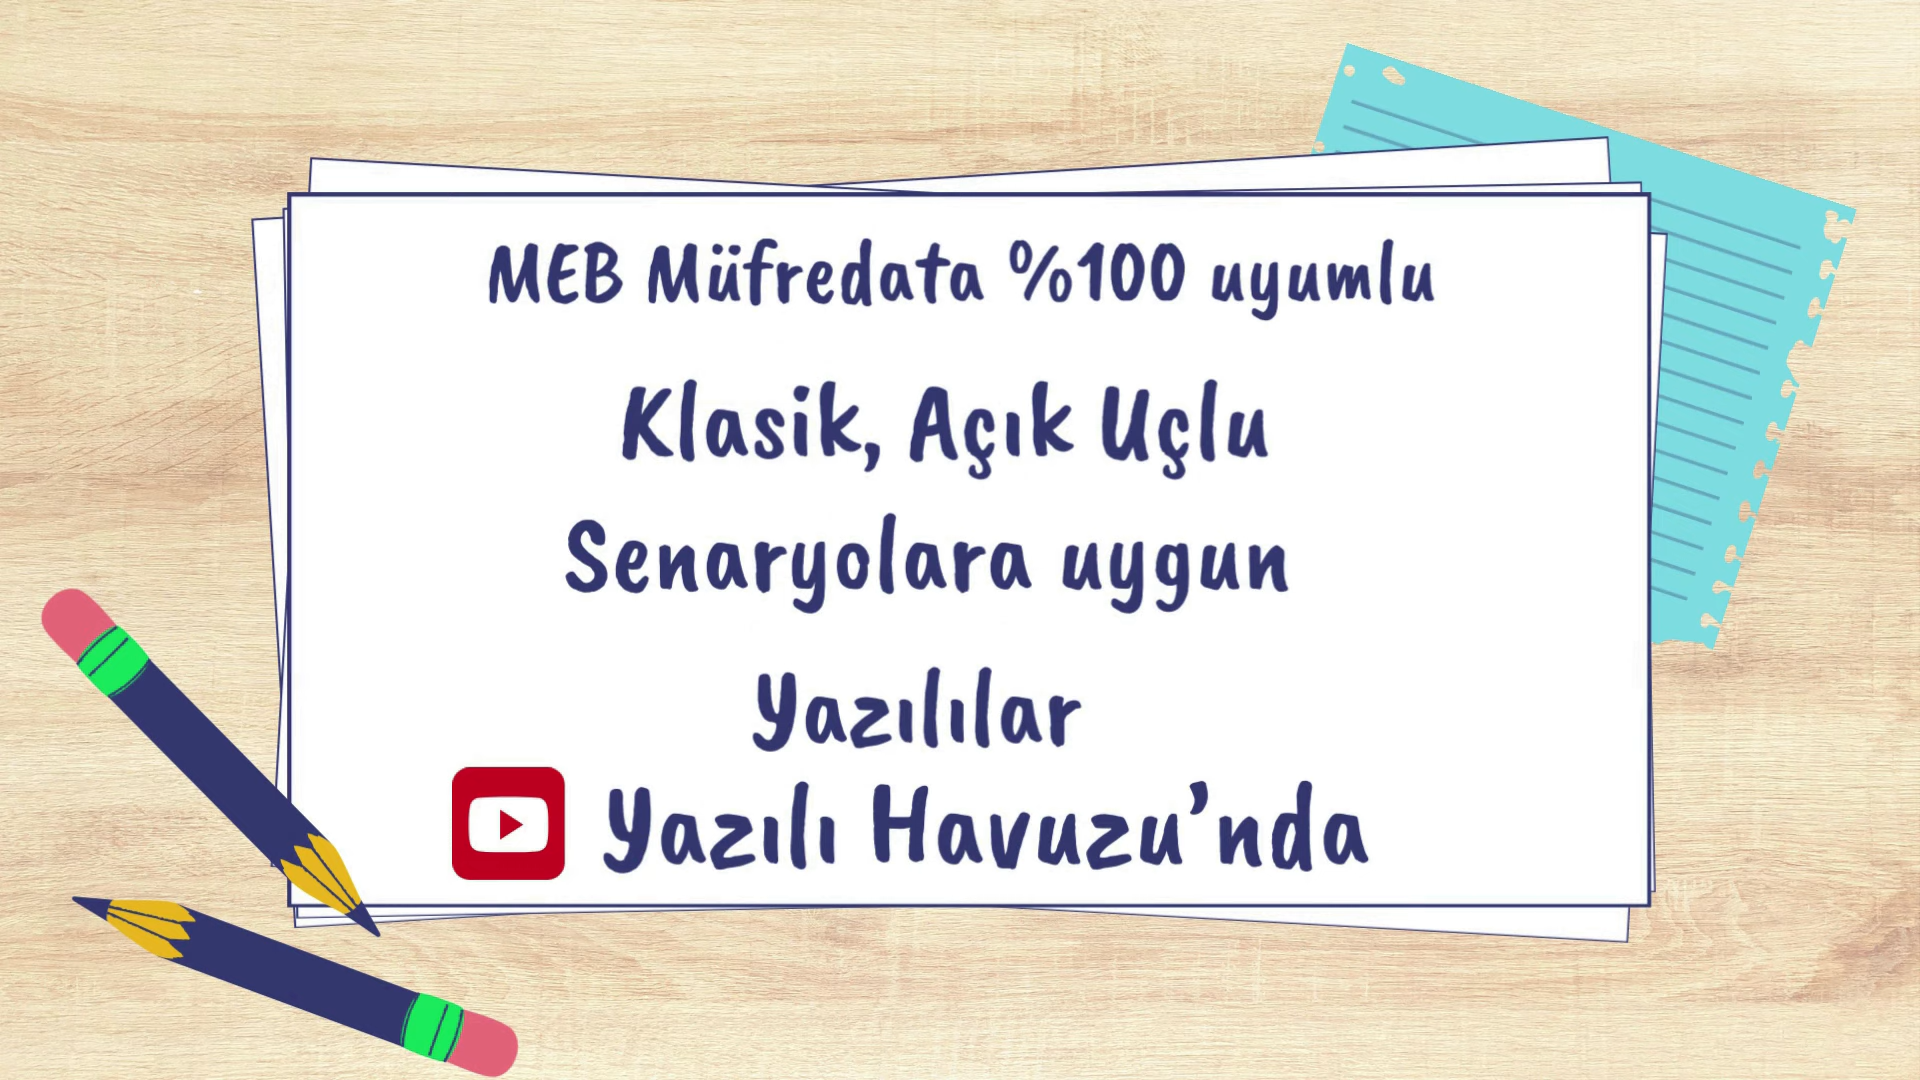 MEB Müfredata %100 uyumlu
Klasik, Açık Uçlu
Senaryolara uygun
Yazılılar
Yazılı Havuzu’nda